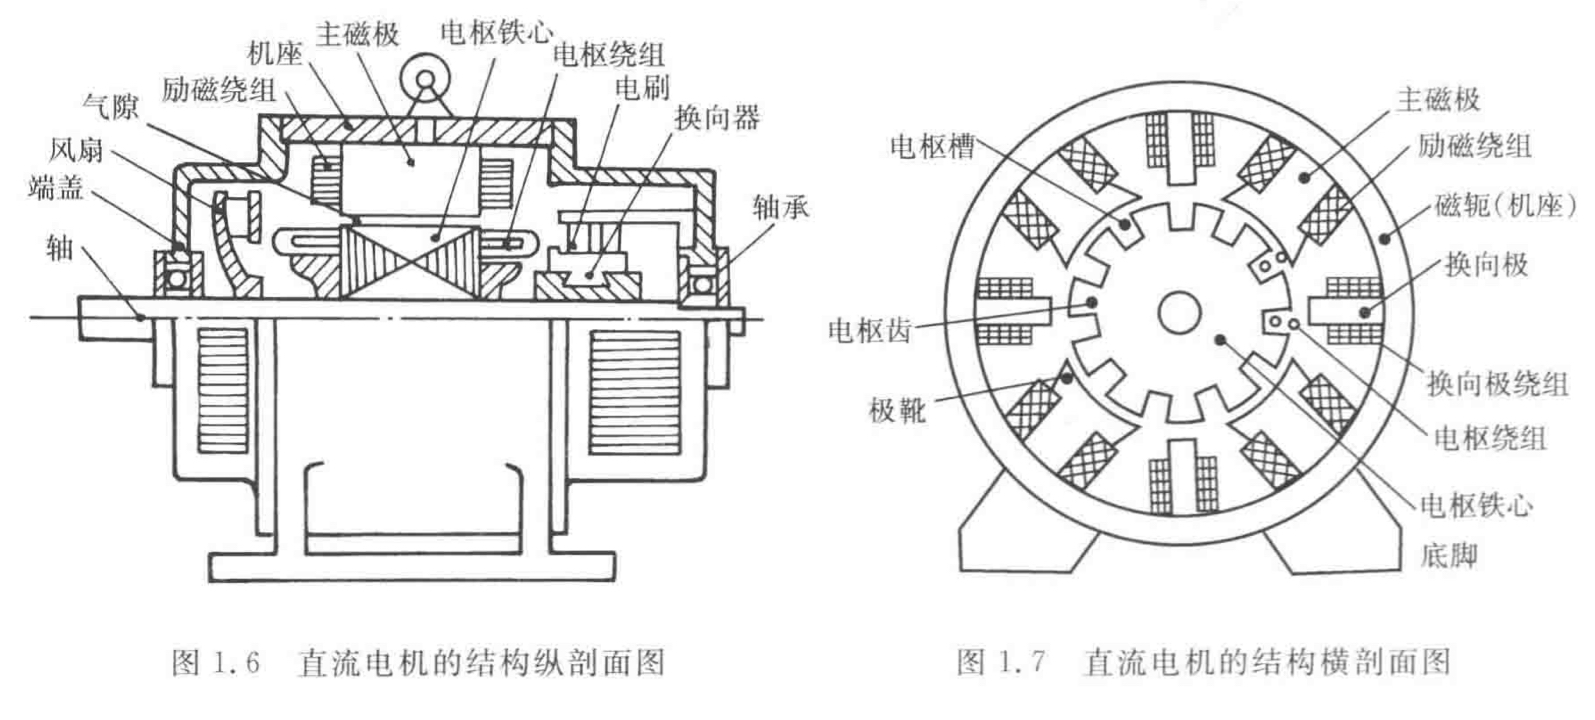 主磁极
电枢铁心
机座
电枢绕组
励磁绕组
电刷
气隙
换向器
风扇
端盖
轴承
轴
图 1.6 直流电机的结构纵剖面图
主磁极
电枢槽
励磁绕组
磁轭(机座)
换向极
电枢齿
换向极绕组
极靴
电枢绕组
电枢铁心
底脚
图 1.7 直流电机的结构横剖面图